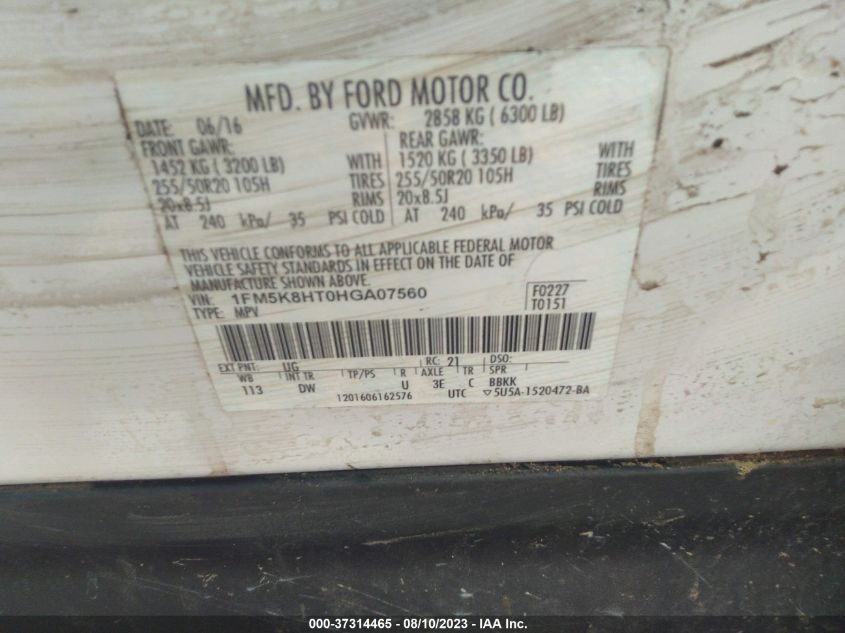 MFD. BY FORD MOTOR CO.
DATE: 06/16 GVWR: 2858 KG ( 6300 LB)
FRONT GAWR: REAR GAWR:
1452 KG ( 3200 LB) WITH 1520 KG ( 3350 LB) WITH
255/50R20 105H TIRES 255/50R20 105H TIRES
20x8.5J RIMS 20x8.5J RIMS
AT 240 kPa/ 35 PSI COLD AT 240 kPa/ 35 PSI COLD
THIS VEHICLE CONFORMS TO ALL APPLICABLE FEDERAL MOTOR
VEHICLE SAFETY STANDARDS IN EFFECT ON THE DATE OF
MANUFACTURE SHOWN ABOVE.
VIN: 1FM5K8HT0HGA07560 F0227
TYPE: MPV T0151
EXT PNT: UG RC: 21 DSO:
WB INT TR TP/PS R AXLE TR SPR
113 DW U 3E C BBKK
1201606162576 UTC ▽5U5A-1520472-BA
000-37314465 - 08/10/2023 - IAA Inc.